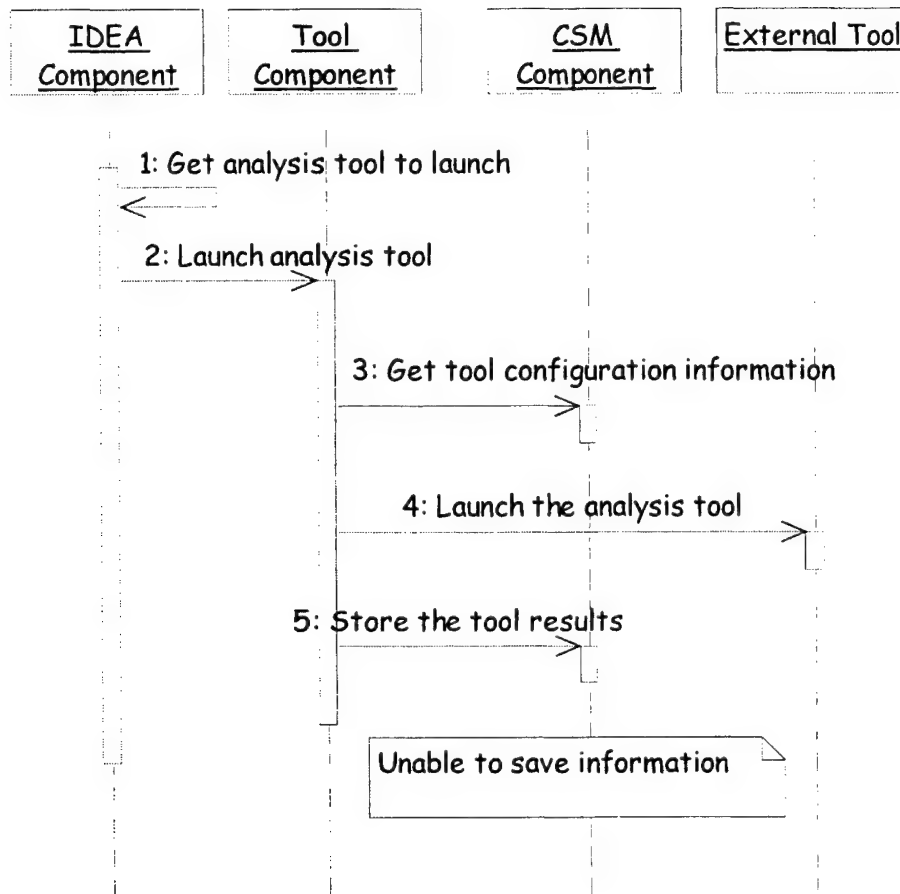 IDEA
Component
Tool
Component
CSM
Component
External Tool
1: Get analysis tool to launch
2: Launch analysis tool
3: Get tool configuration information
4: Launch the analysis tool
5: Store the tool results
Unable to save information